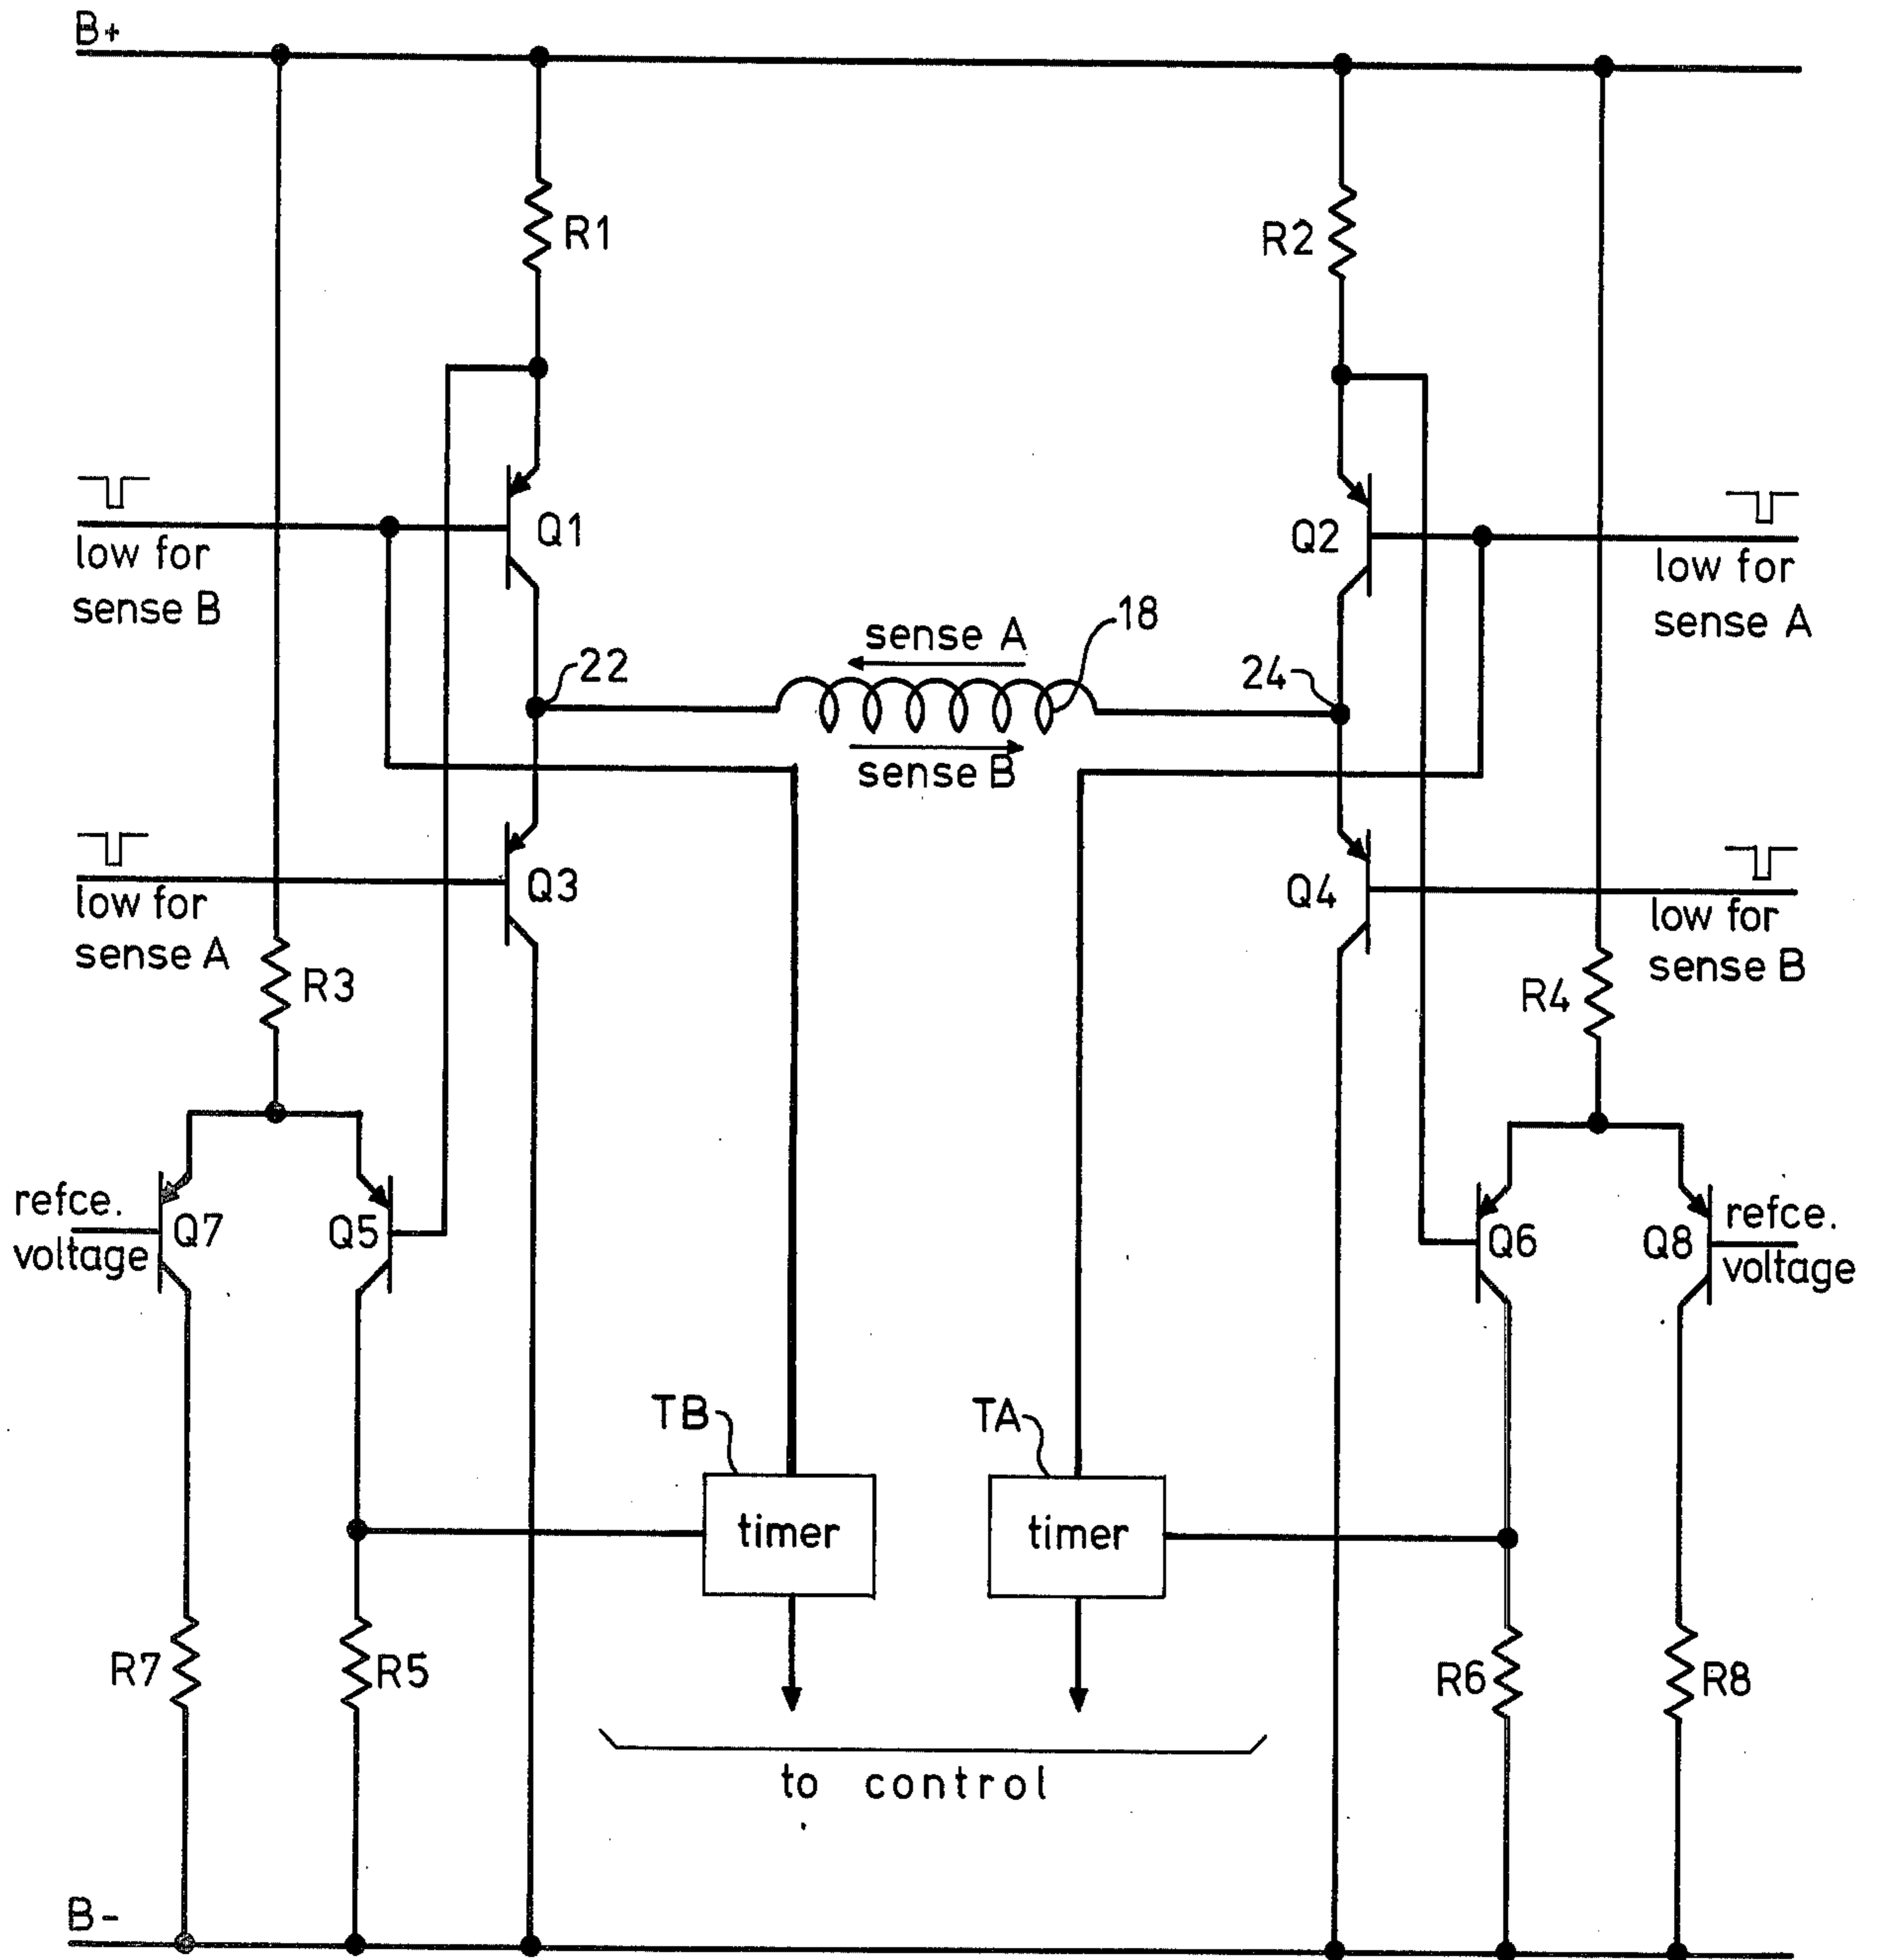 B+
R1
R2
Q1
Q2
low for
sense B
low for
sense A
sense A
18
22
24
sense B
Q3
Q4
low for
sense A
low for
sense B
R3
R4
refce.
voltage
Q7
Q5
Q6
Q8
refce.
voltage
TB
TA
timer
timer
R7
R5
R6
R8
to control
B-